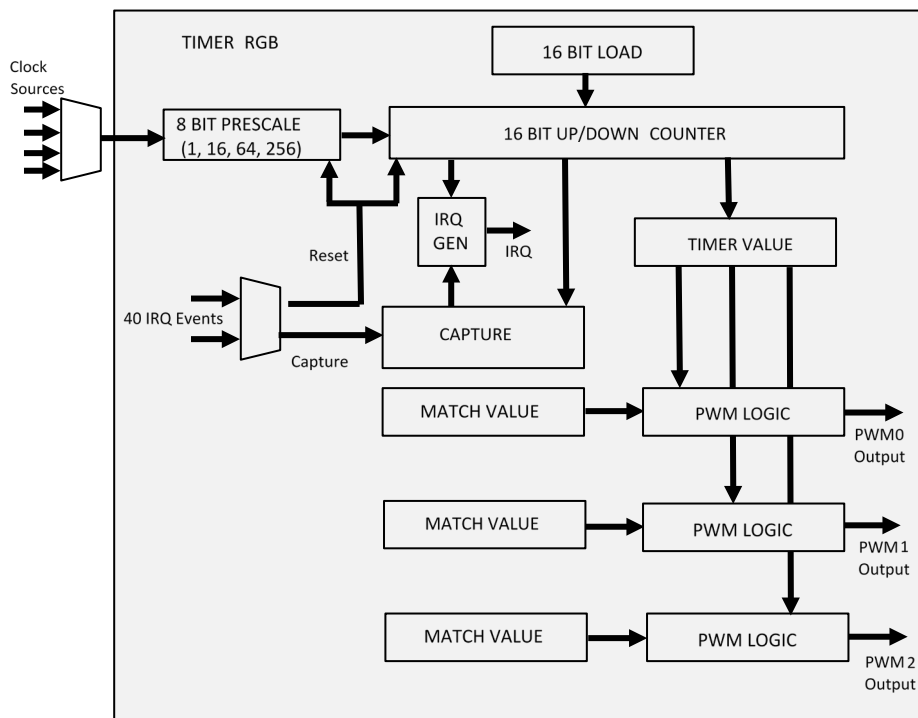 TIMER RGB
16 BIT LOAD
Clock
Sources
8 BIT PRESCALE
(1, 16, 64, 256)
16 BIT UP/DOWN COUNTER
IRQ
GEN
IRQ
TIMER VALUE
Reset
40 IRQ Events
Capture
CAPTURE
MATCH VALUE
PWM LOGIC
PWM0
Output
MATCH VALUE
PWM LOGIC
PWM1
Output
MATCH VALUE
PWM LOGIC
PWM2
Output